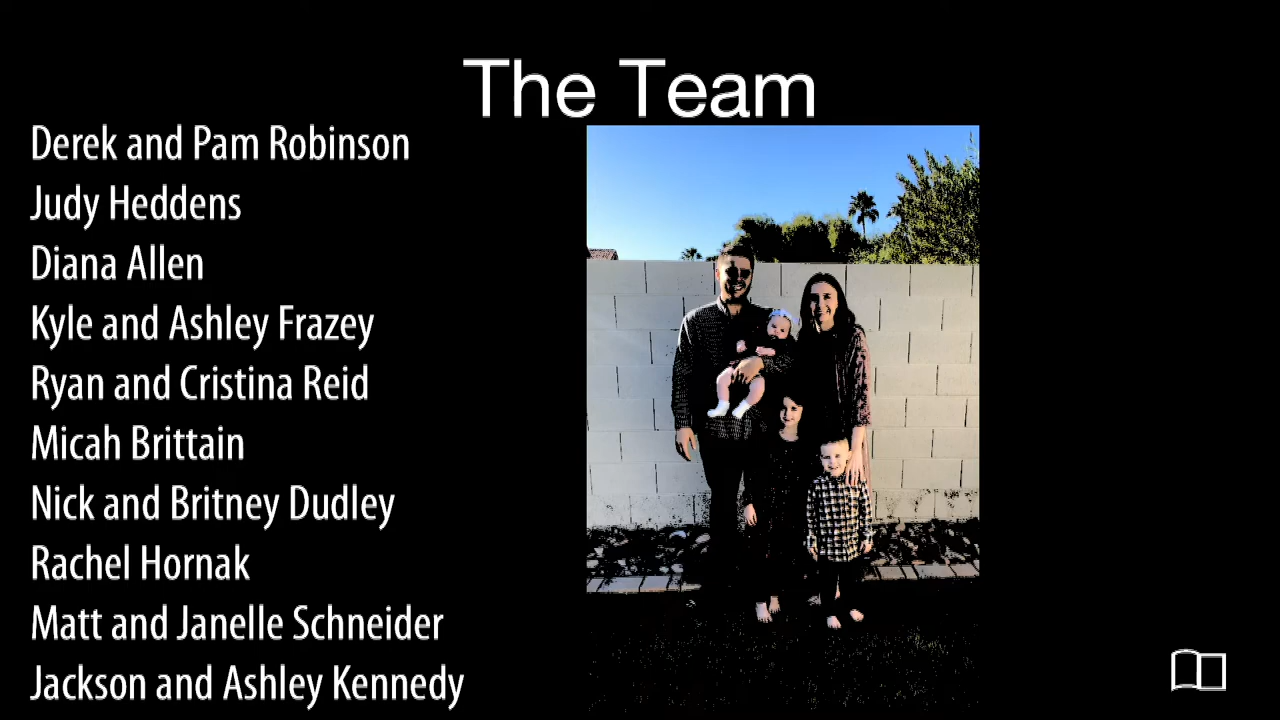 The Team
Derek and Pam Robinson
Judy Heddens
Diana Allen
Kyle and Ashley Frazey
Ryan and Cristina Reid
Micah Brittain
Nick and Britney Dudley
Rachel Hornak
Matt and Janelle Schneider
Jackson and Ashley Kennedy